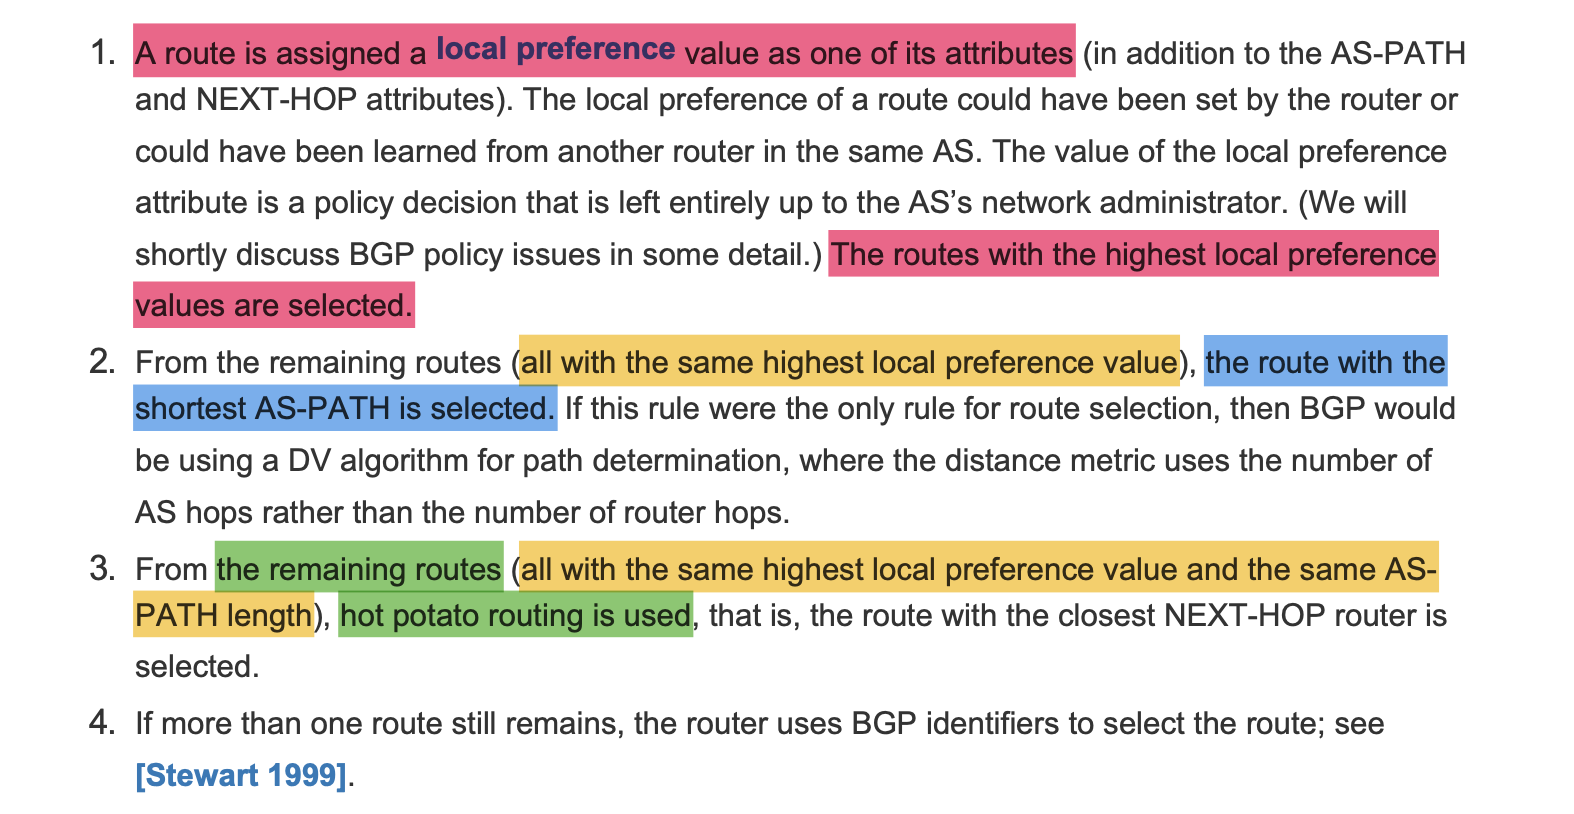 1. A route is assigned a local preference value as one of its attributes (in addition to the AS-PATH
and NEXT-HOP attributes). The local preference of a route could have been set by the router or
could have been learned from another router in the same AS. The value of the local preference
attribute is a policy decision that is left entirely up to the AS’s network administrator. (We will
shortly discuss BGP policy issues in some detail.) The routes with the highest local preference
values are selected.
2. From the remaining routes (all with the same highest local preference value), the route with the
shortest AS-PATH is selected. If this rule were the only rule for route selection, then BGP would
be using a DV algorithm for path determination, where the distance metric uses the number of
AS hops rather than the number of router hops.
3. From the remaining routes (all with the same highest local preference value and the same AS-
PATH length), hot potato routing is used, that is, the route with the closest NEXT-HOP router is
selected.
4. If more than one route still remains, the router uses BGP identifiers to select the route; see
[Stewart 1999].